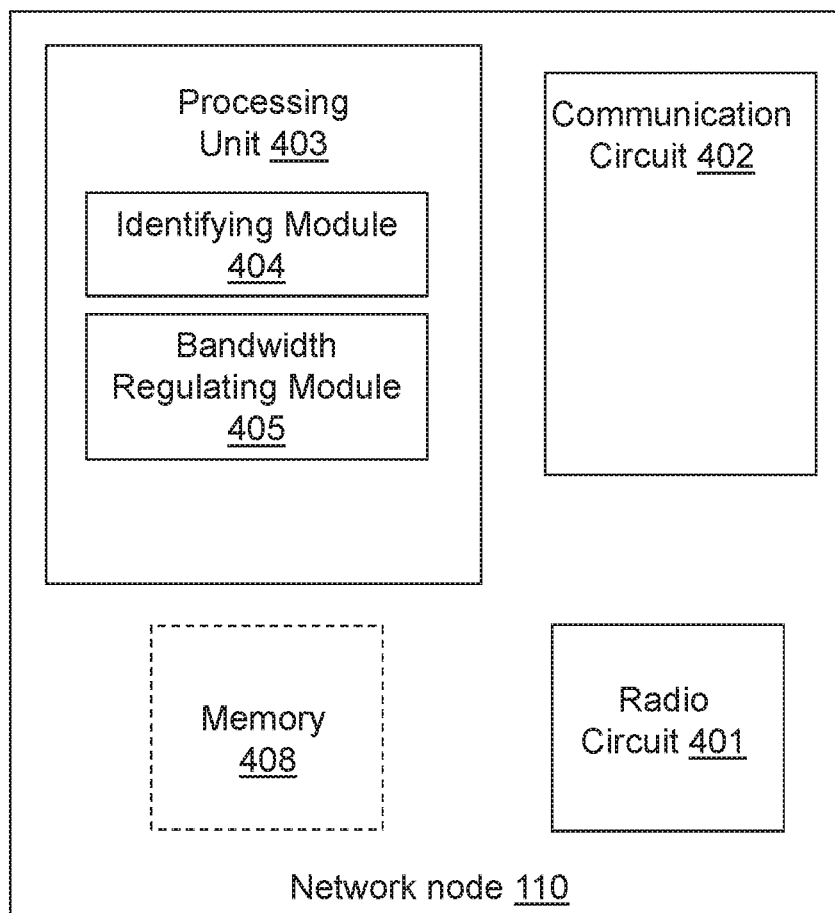 Processing
Unit 403
Identifying Module
404
Bandwidth
Regulating Module
405
Communication
Circuit 402
Memory
408
Radio
Circuit 401
Network node 110